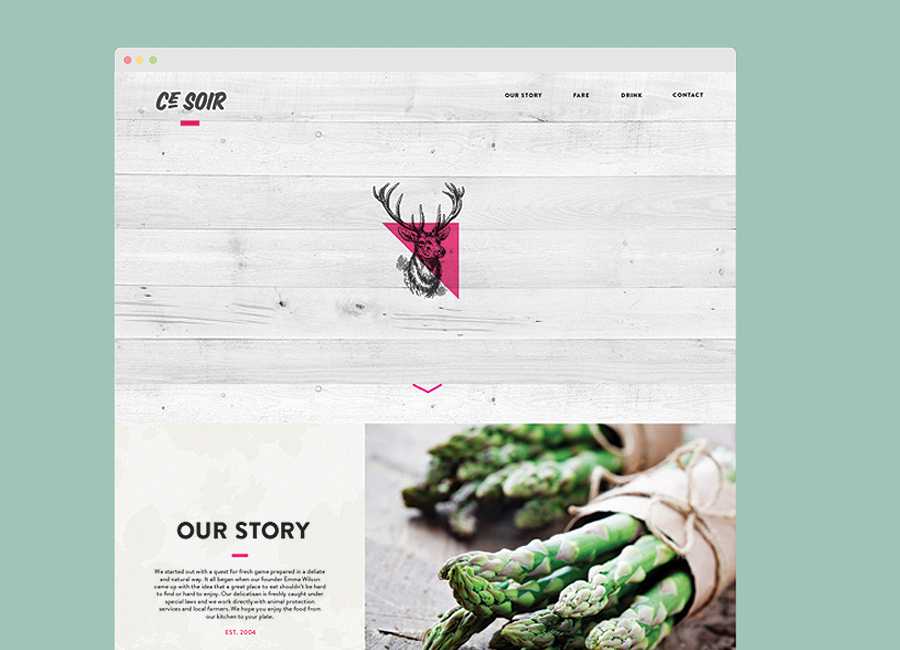 CE SOIR
OUR STORY
FARE
DRINK
CONTACT
OUR STORY
We started out with a quest for fresh game prepared in a deliate
and natural way. It all began when our founder Emma Wilson
came up with the idea that a great place to eat shouldn't be hard
to find or hard to enjoy. Our delicatisan is freshly caught under
special laws and we work directly with animal protection
services and local farmers. We hope you enjoy the food from
our kitchen to your plate.
EST. 2004